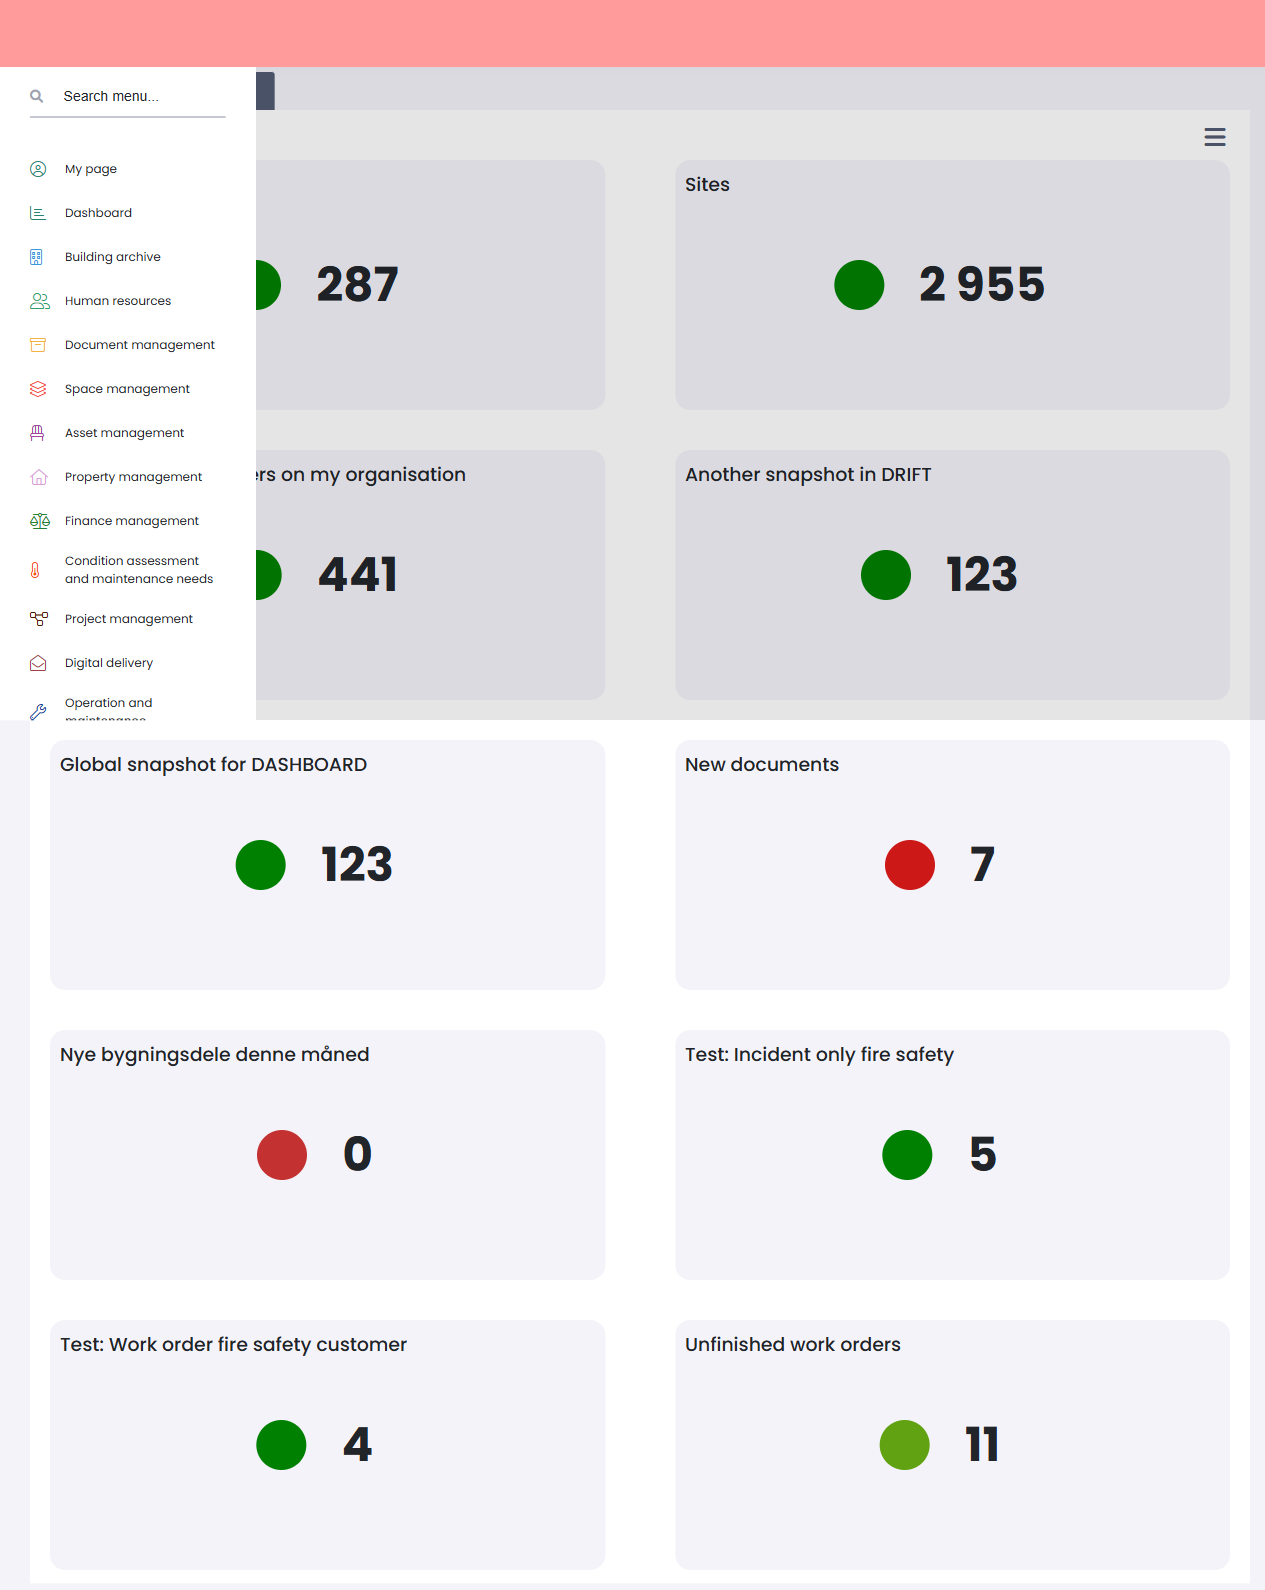 Search menu...
My page
Dashboard
Building archive
Human resources
Document management
Space management
Asset management
Property management
Finance management
Condition assessment
and maintenance needs
Project management
Digital delivery
Operation and
maintenance
287
Sites
2 955
ers on my organisation
441
Another snapshot in DRIFT
123
Global snapshot for DASHBOARD
123
New documents
7
Nye bygningsdele denne måned
0
Test: Incident only fire safety
5
Test: Work order fire safety customer
4
Unfinished work orders
11